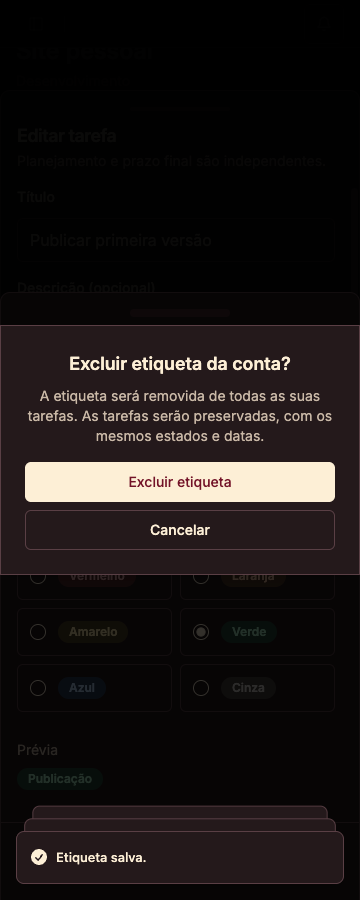 Editar tarefa
Planejamento e prazo final são independentes.
Título
Publicar primeira versão
Descrição (opcional)
Excluir etiqueta da conta?
A etiqueta será removida de todas as suas
tarefas. As tarefas serão preservadas, com os
mesmos estados e datas.
Excluir etiqueta
Cancelar
Vermelho
Laranja
Amarelo
Verde
Azul
Cinza
Prévia
Publicação
Etiqueta salva.